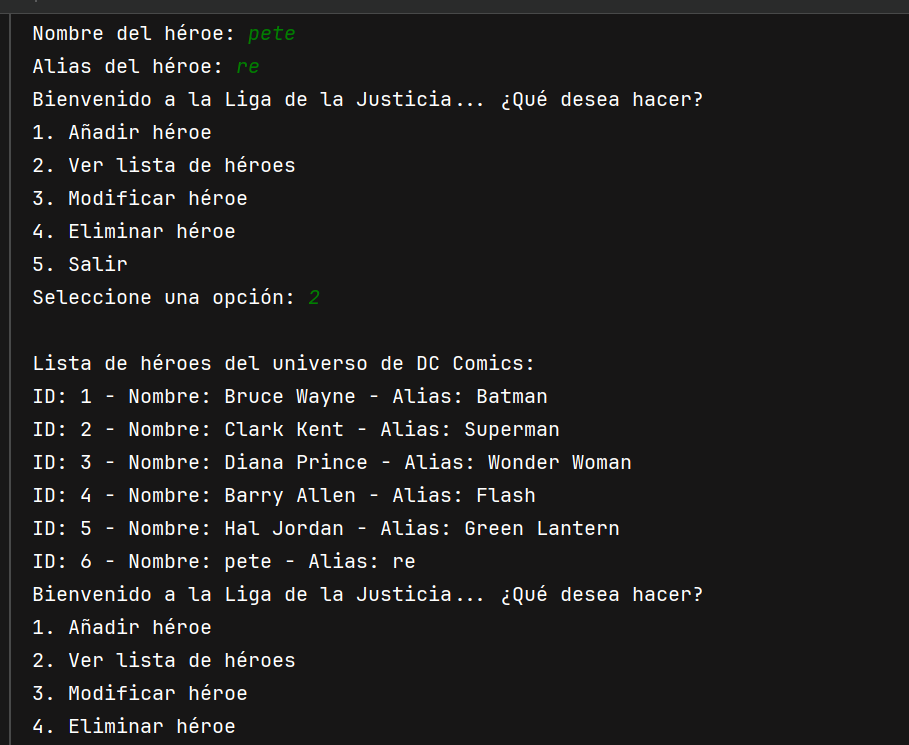 Nombre del héroe: pete
Alias del héroe: re
Bienvenido a la Liga de la Justicia... ¿Qué desea hacer?
1. Añadir héroe
2. Ver lista de héroes
3. Modificar héroe
4. Eliminar héroe
5. Salir
Seleccione una opción: 2

Lista de héroes del universo de DC Comics:
ID: 1 - Nombre: Bruce Wayne - Alias: Batman
ID: 2 - Nombre: Clark Kent - Alias: Superman
ID: 3 - Nombre: Diana Prince - Alias: Wonder Woman
ID: 4 - Nombre: Barry Allen - Alias: Flash
ID: 5 - Nombre: Hal Jordan - Alias: Green Lantern
ID: 6 - Nombre: pete - Alias: re
Bienvenido a la Liga de la Justicia... ¿Qué desea hacer?
1. Añadir héroe
2. Ver lista de héroes
3. Modificar héroe
4. Eliminar héroe